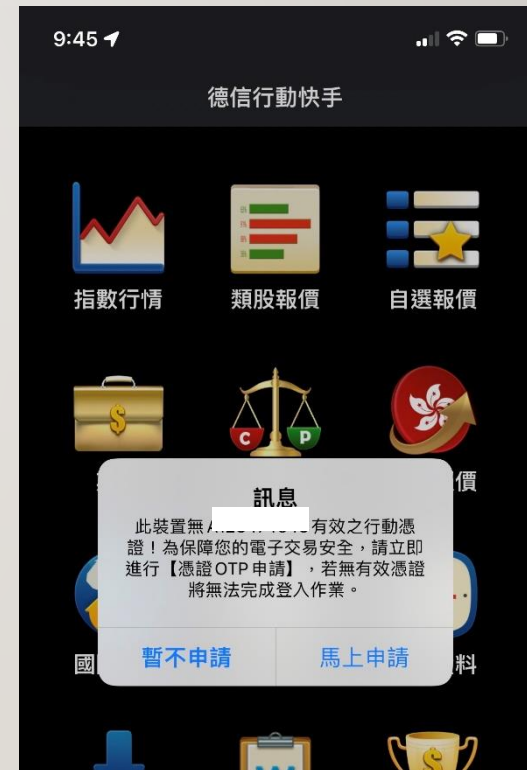 9:45
德信行動快手
指數行情
類股報價
自選報價
$
C
P
價
訊息
此裝置無 有效之行動憑
證！為保障您的電子交易安全，請立即
進行【憑證OTP申請】，若無有效憑證
將無法完成登入作業。
暫不申請
馬上申請
國
料
$